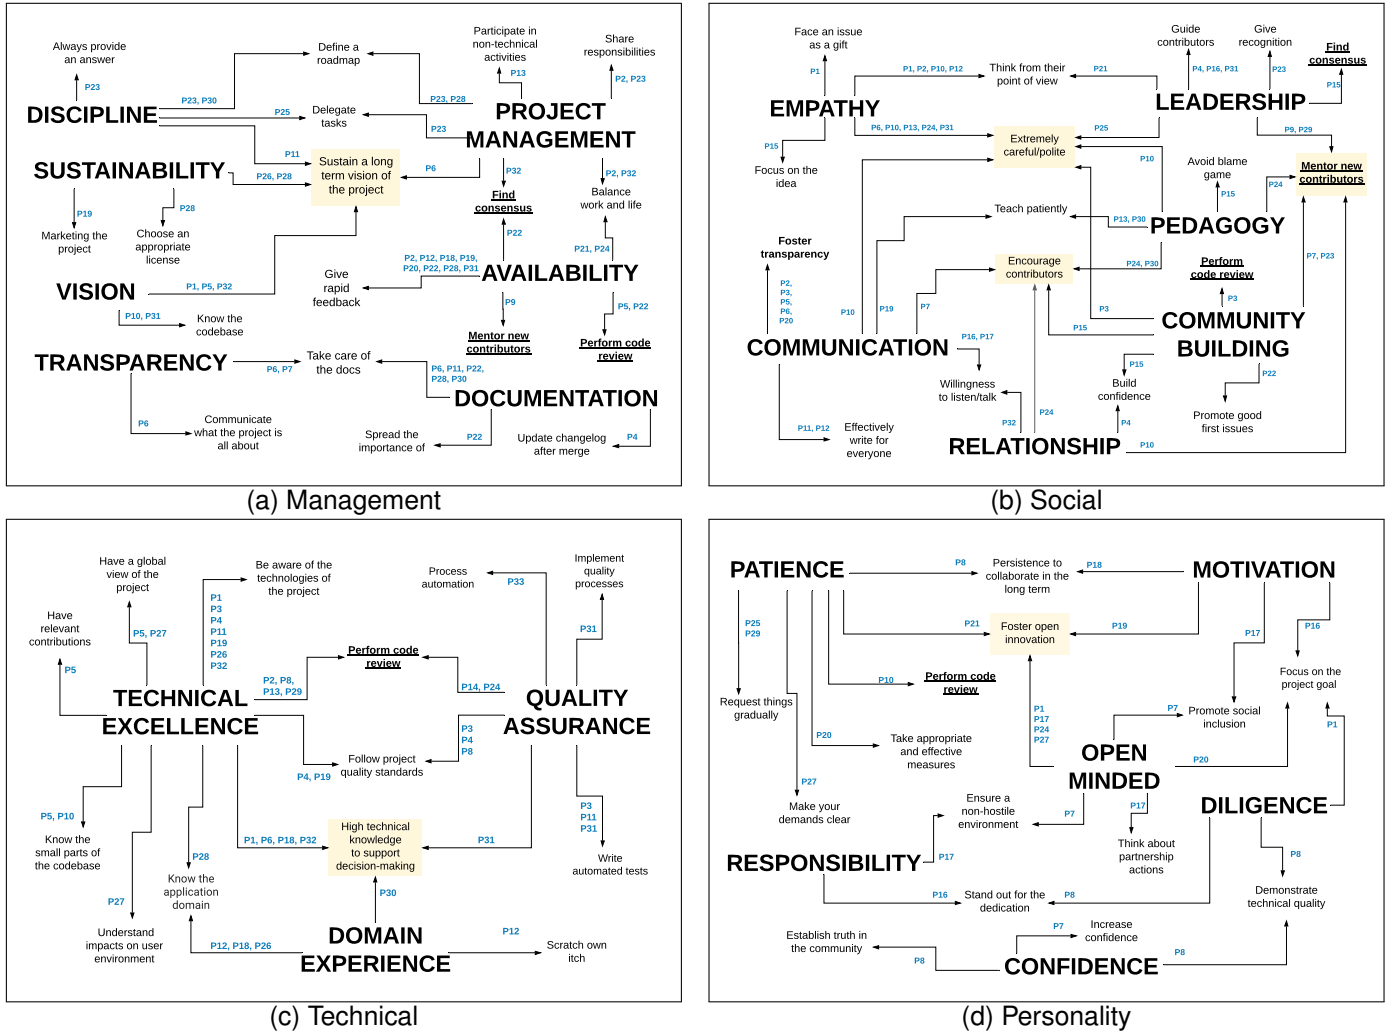 Always provide
an answer
P23
DISCIPLINE
P23, P30
Define a
roadmap
P25
Delegate
tasks
P11
Participate in
non-technical
activities
P13
Share
responsibilities
P2, P23
P23, P28
PROJECT
MANAGEMENT
P23
P6
P32
P2, P32
SUSTAINABILITY
P26, P28
Sustain a long
term vision of
the project
Find
consensus
Balance
work and life
P19
Marketing the
project
P28
Choose an
appropriate
license
P22
P21, P24
P2, P12, P18, P19,
P20, P22, P28, P31
AVAILABILITY
Give
rapid
feedback
VISION
P1, P5, P32
P10, P31
Know the
codebase
P9
Mentor new
contributors
P5, P22
Perform code
review
TRANSPARENCY
P6, P7
Take care of
the docs
P6, P11, P22,
P28, P30
DOCUMENTATION
P6
Communicate
what the project is
all about
Spread the
importance of
P22
Update changelog
after merge
P4
(a) Management
Face an issue
as a gift
P1
EMPATHY
P1, P2, P10, P12
Think from their
point of view
P21
Guide
contributors
P4, P16, P31
Give
recognition
P23
Find
consensus
P15
LEADERSHIP
P6, P10, P13, P24, P31
Extremely
careful/polite
P25
P9, P29
P15
Focus on the
idea
P10
Avoid blame
game
P15
Mentor new
contributors
P24
Teach patiently
P13, P30
PEDAGOGY
Foster
transparency
P2,
P3,
P5,
P6,
P20
Encourage
contributors
P24, P30
Perform
code review
P7, P23
P3
P10
P19
P7
P3
P15
COMMUNITY
BUILDING
COMMUNICATION
P16, P17
Willingness
to listen/talk
P15
Build
confidence
P22
Promote good
first issues
P11, P12
Effectively
write for
everyone
P32
P24
P4
RELATIONSHIP
P10
(b) Social
Have a global
view of the
project
P5, P27
Be aware of the
technologies of
the project
P1
P3
P4
P11
P19
P26
P32
Process
automation
P33
Implement
quality
processes
P31
Have
relevant
contributions
P5
Perform code
review
P2, P8,
P13, P29
P14, P24
TECHNICAL
EXCELLENCE
QUALITY
ASSURANCE
P3
P4
P8
Follow project
quality standards
P4, P19
P5, P10
Know the
small parts of
the codebase
P1, P6, P18, P32
High technical
knowledge
to support
decision-making
P31
P3
P11
P31
Write
automated tests
P28
Know the
application
domain
P27
Understand
impacts on user
environment
P30
P12, P18, P26
DOMAIN
EXPERIENCE
P12
Scratch own
itch
(c) Technical
PATIENCE
P8
Persistence to
collaborate in the
long term
P18
MOTIVATION
P25
P29
P21
Foster open
innovation
P19
P17
P16
P10
Perform code
review
Focus on the
project goal
Request things
gradually
P1
P17
P24
P27
P7
Promote social
inclusion
P1
P20
Take appropriate
and effective
measures
OPEN
MINDED
P20
P27
Make your
demands clear
Ensure a
non-hostile
environment
P7
P17
Think about
partnership
actions
DILIGENCE
RESPONSIBILITY
P17
P8
P16
Stand out for the
dedication
P8
Demonstrate
technical quality
Establish truth in
the community
P8
P7
Increase
confidence
CONFIDENCE
P8
(d) Personality